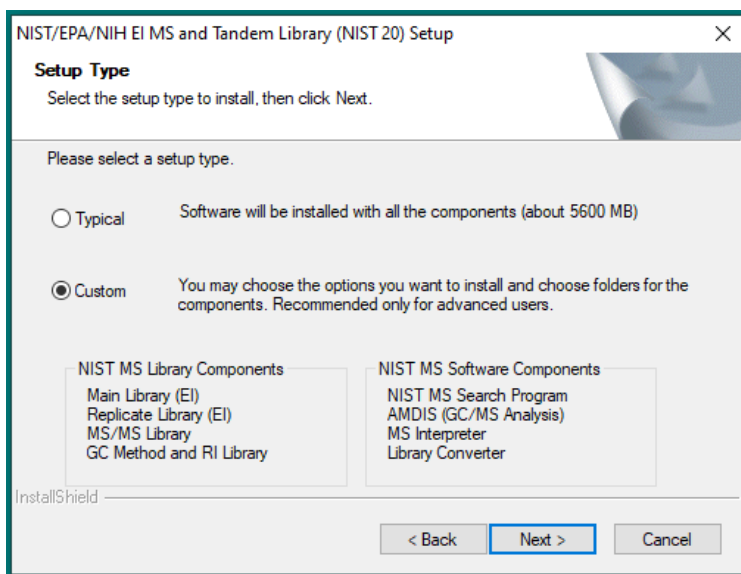 NIST/EPA/NIH EI MS and Tandem Library (NIST 20) Setup
Setup Type
Select the setup type to install, then click Next.
Please select a setup type.
Typical
Software will be installed with all the components (about 5600 MB)
Custom
You may choose the options you want to install and choose folders for the
components. Recommended only for advanced users.
NIST MS Library Components
Main Library (EI)
Replicate Library (EI)
MS/MS Library
GC Method and RI Library
NIST MS Software Components
NIST MS Search Program
AMDIS (GC/MS Analysis)
MS Interpreter
Library Converter
InstallShield
< Back
Next >
Cancel